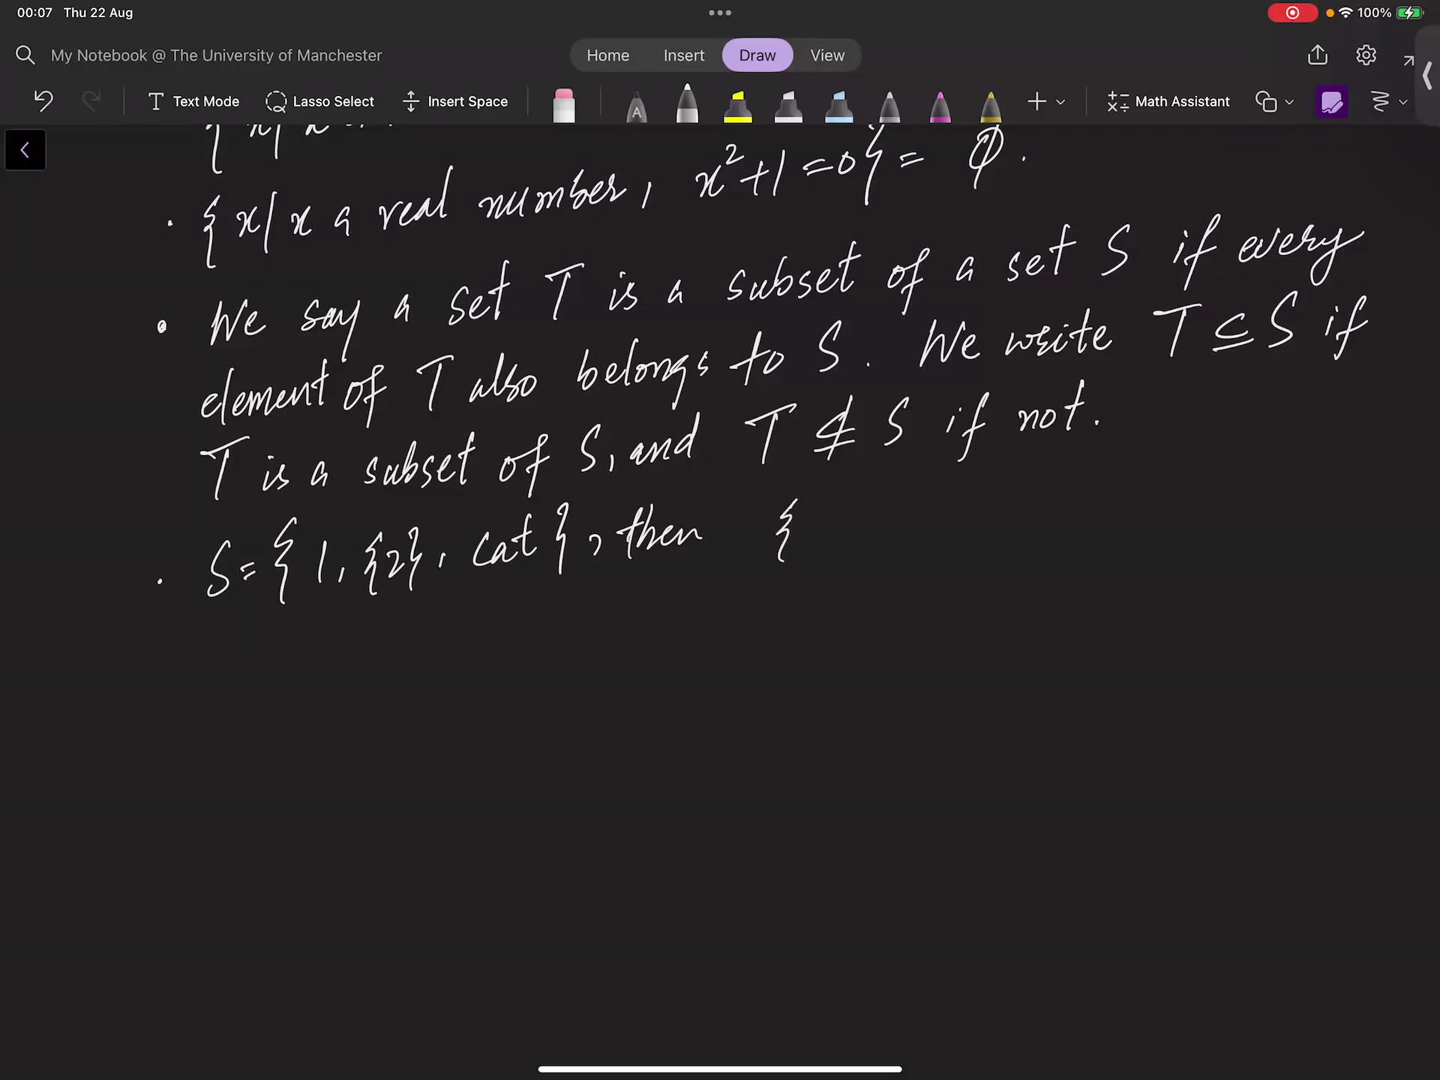 00:07 Thu 22 Aug
100%
My Notebook @ The University of Manchester
Home Insert Draw View
Text Mode Lasso Select Insert Space A Math Assistant
{x|x
· {x|x a real number, x²+1=0} = ∅.
• We say a set T is a subset of a set S if every
element of T also belongs to S. We write T ⊆ S if
T is a subset of S, and T ⊈ S if not.
· S={1, {2}, cat}, then {